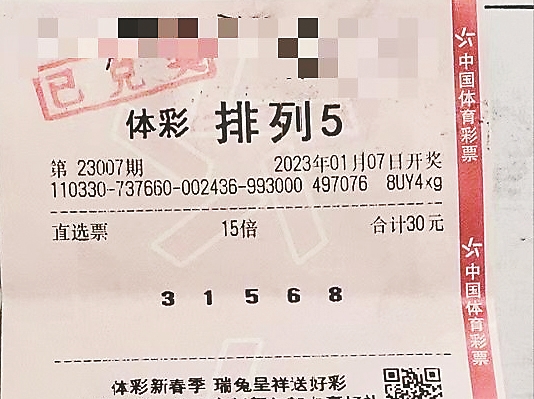 已兑奖
体彩 排列5
第 23007期 2023年01月07日开奖
110330-737660-002436-993000 497076 8UY4xg
直选票 15倍 合计30元
3 1 5 6 8
体彩新春季 瑞兔呈祥送好彩
中国体育彩票
中国体育彩票